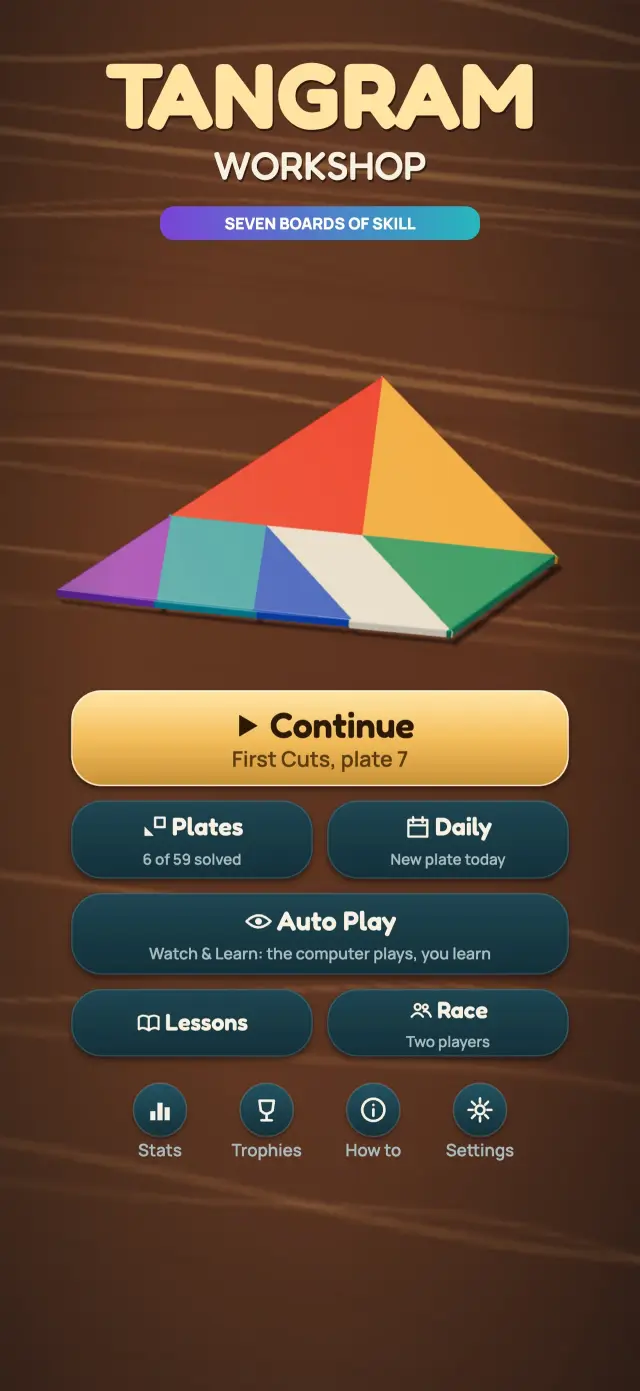 TANGRAM
WORKSHOP
SEVEN BOARDS OF SKILL
Continue
First Cuts, plate 7
Plates
6 of 59 solved
Daily
New plate today
Auto Play
Watch & Learn: the computer plays, you learn
Lessons
Race
Two players
Stats
Trophies
How to
Settings